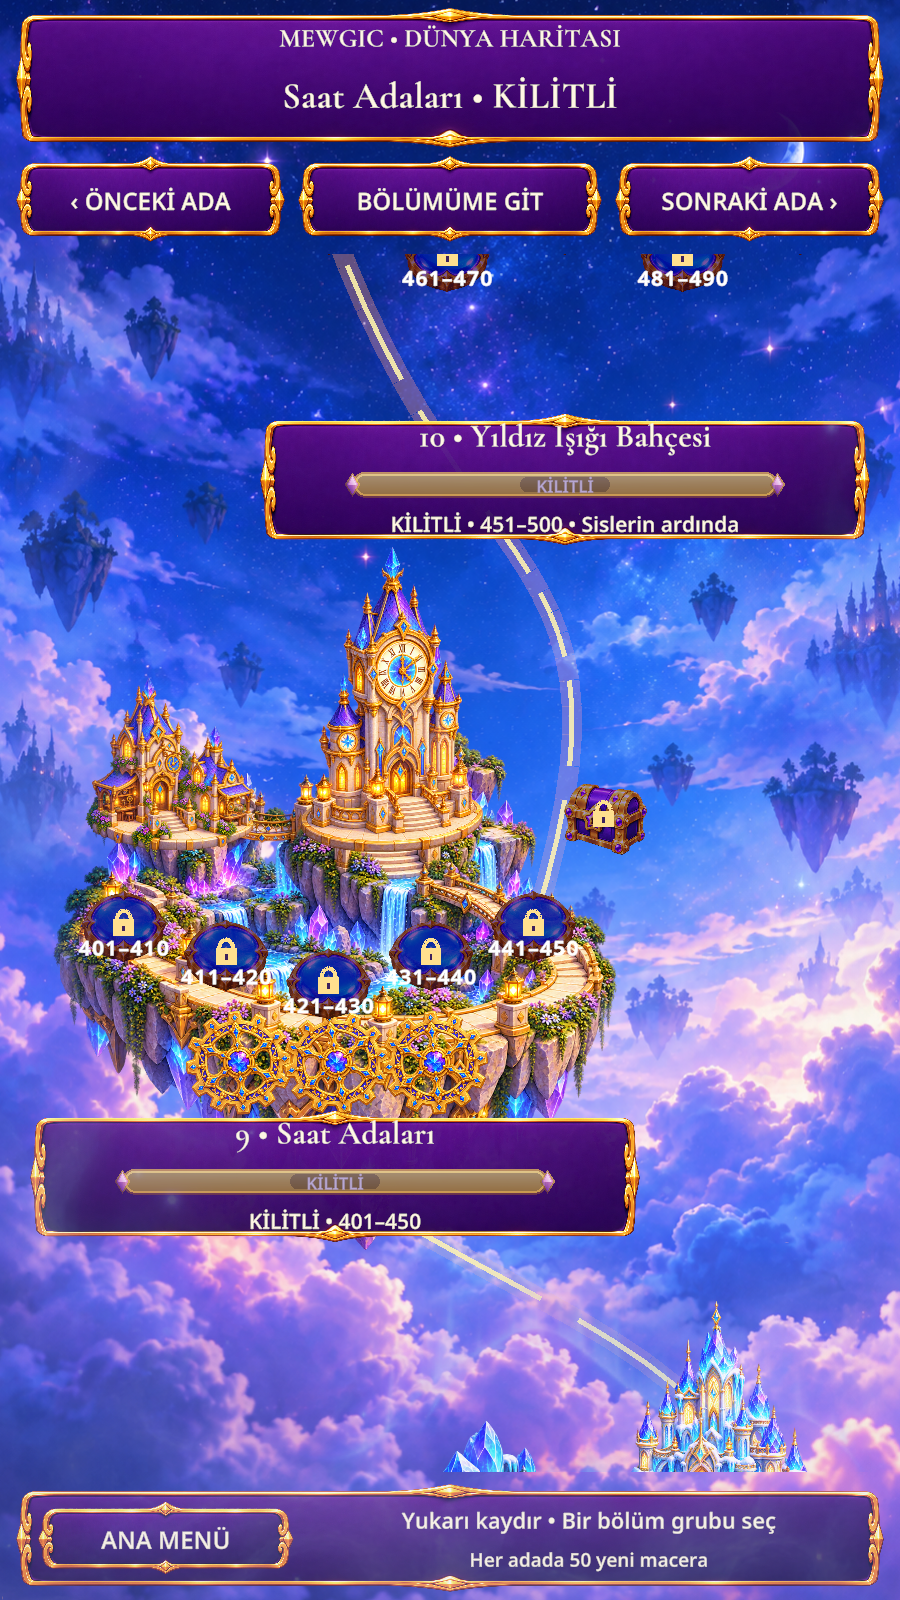 MEWGIC • DÜNYA HARİTASI
Saat Adaları • KİLİTLİ
‹ ÖNCEKİ ADA
BÖLÜMÜME GİT
SONRAKİ ADA ›
461–470
481–490
10 • Yıldız Işığı Bahçesi
KİLİTLİ
KİLİTLİ • 451–500 • Sislerin ardında
401–410
411–420
421–430
431–440
441–450
9 • Saat Adaları
KİLİTLİ
KİLİTLİ • 401–450
ANA MENÜ
Yukarı kaydır • Bir bölüm grubu seç
Her adada 50 yeni macera